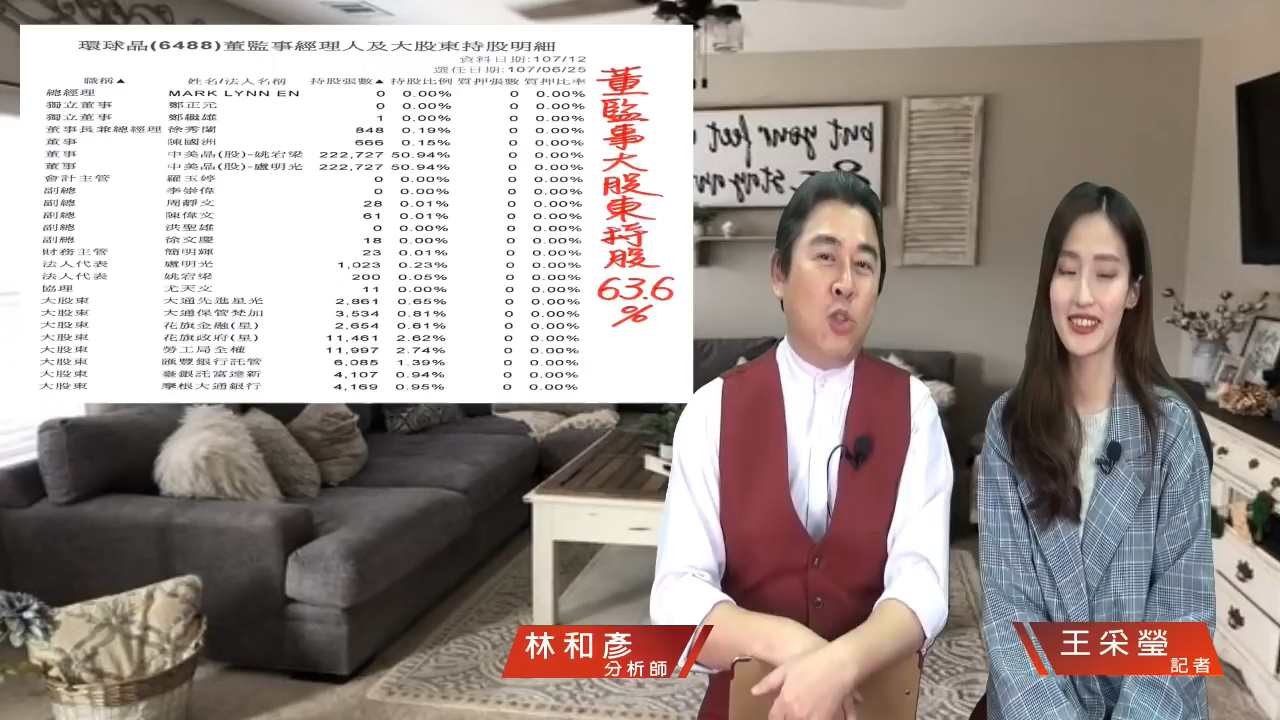 環球晶(6488)董監事經理人及大股東持股明細
資料日期:107/12
選任日期:107/06/25
職稱▲ 姓名/法人名稱 持股張數▲ 持股比例 質押張數 質押比率
總經理 MARK LYNN EN 0 0.00% 0 0.00%
獨立董事 鄭正元 0 0.00% 0 0.00%
獨立董事 鄭繼雄 1 0.00% 0 0.00%
董事長兼總經理 徐秀蘭 848 0.19% 0 0.00%
董事 陳國洲 666 0.15% 0 0.00%
董事 中美晶(股)-姚宕梁 222,727 50.94% 0 0.00%
董事 中美晶(股)-盧明光 222,727 50.94% 0 0.00%
會計主管 羅玉婷 0 0.00% 0 0.00%
副總 李崇偉 0 0.00% 0 0.00%
副總 周靜文 28 0.01% 0 0.00%
副總 陳偉文 61 0.01% 0 0.00%
副總 洪聖雄 0 0.00% 0 0.00%
副總 徐文慶 18 0.00% 0 0.00%
財務主管 簡明輝 23 0.01% 0 0.00%
法人代表 盧明光 1,023 0.23% 0 0.00%
法人代表 姚宕梁 200 0.05% 0 0.00%
協理 尤天文 11 0.00% 0 0.00%
大股東 大通先進星光 2,861 0.65% 0 0.00%
大股東 大通保管梵加 3,534 0.81% 0 0.00%
大股東 花旗金融(星) 2,654 0.61% 0 0.00%
大股東 花旗政府(星) 11,461 2.62% 0 0.00%
大股東 勞工局全權 11,997 2.74% 0 0.00%
大股東 匯豐銀行託管 6,085 1.39% 0 0.00%
大股東 臺銀託富達新 4,107 0.94% 0 0.00%
大股東 摩根大通銀行 4,169 0.95% 0 0.00%
董監事大股東持股
63.6
%
put your feet
stay
林和彥
分析師
王采瑩
記者